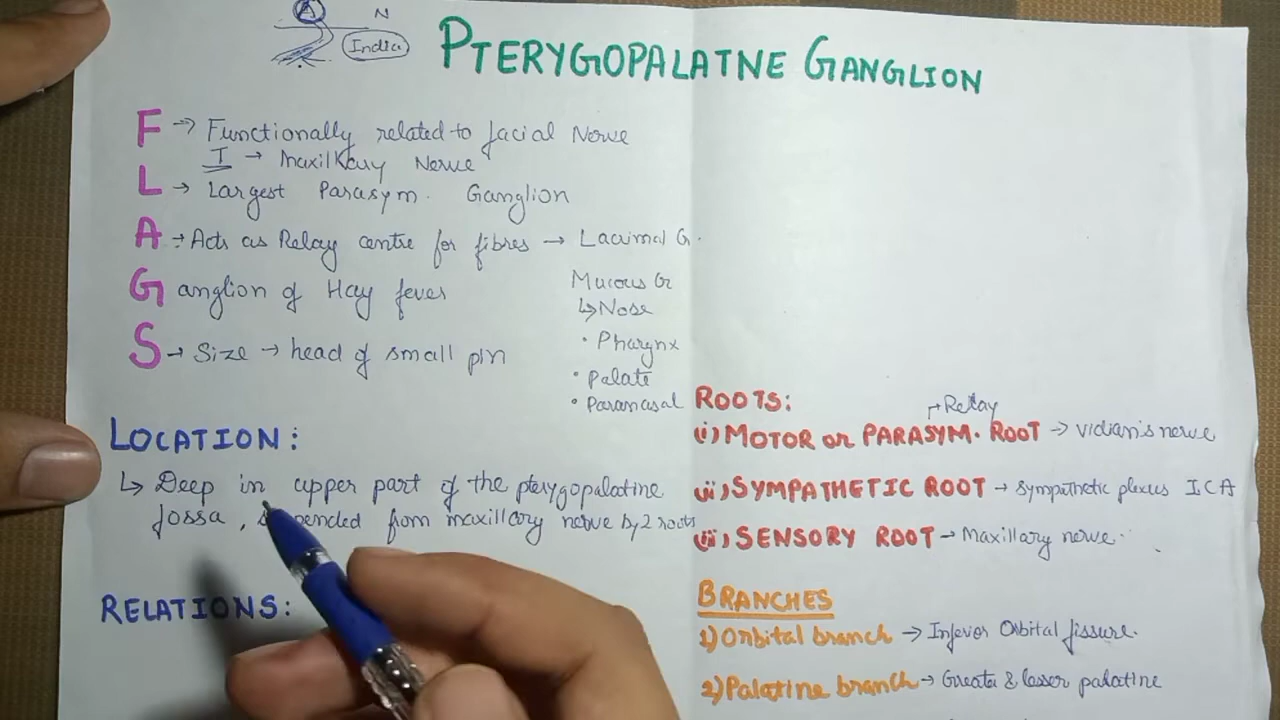 N
India
PTERYGOPALATNE GANGLION
F → Functionally related to facial Nerve
T → Maxillary Nerve
L → Largest Parasym. Ganglion
A → Acts as Relay centre for fibres → Lacrimal G.
Mucous Gr
↳ Nose
• Pharynx
• Palate
• Paranasal
Ganglion of Hay fever
S → Size → head of small pin
LOCATION:
↳ Deep in upper part of the pterygopalatine
fossa, from maxillary nerve by 2 roots
RELATIONS:
ROOTS:
Relay
(i) MOTOR or PARASYM. ROOT → vidian's nerve
(ii) SYMPATHETIC ROOT → Sympathetic plexus ICA
(iii) SENSORY ROOT → Maxillary nerve.
BRANCHES
1) Orbital branch → Inferior Orbital fissure.
2) Palatine branch → Greater & lesser palatine